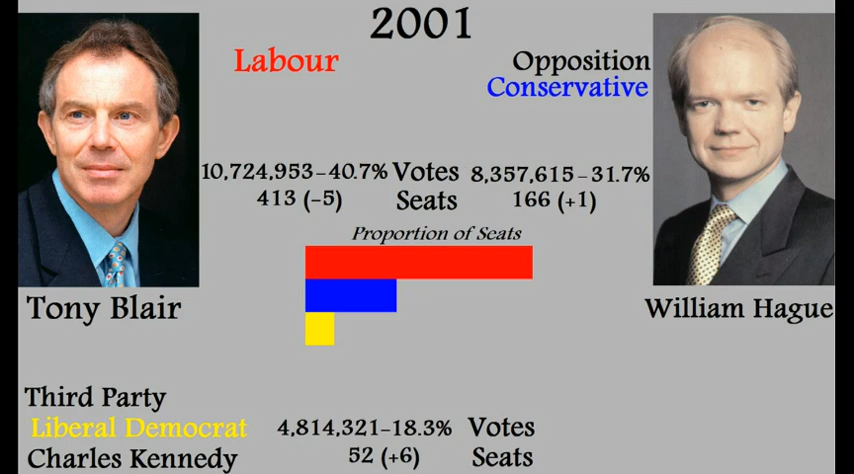 2001
Labour
Opposition
Conservative
10,724,953-40.7% Votes 8,357,615-31.7%
413 (-5) Seats 166 (+1)
Proportion of Seats
Tony Blair
William Hague
Third Party
Liberal Democrat 4,814,321-18.3% Votes
Charles Kennedy 52 (+6) Seats